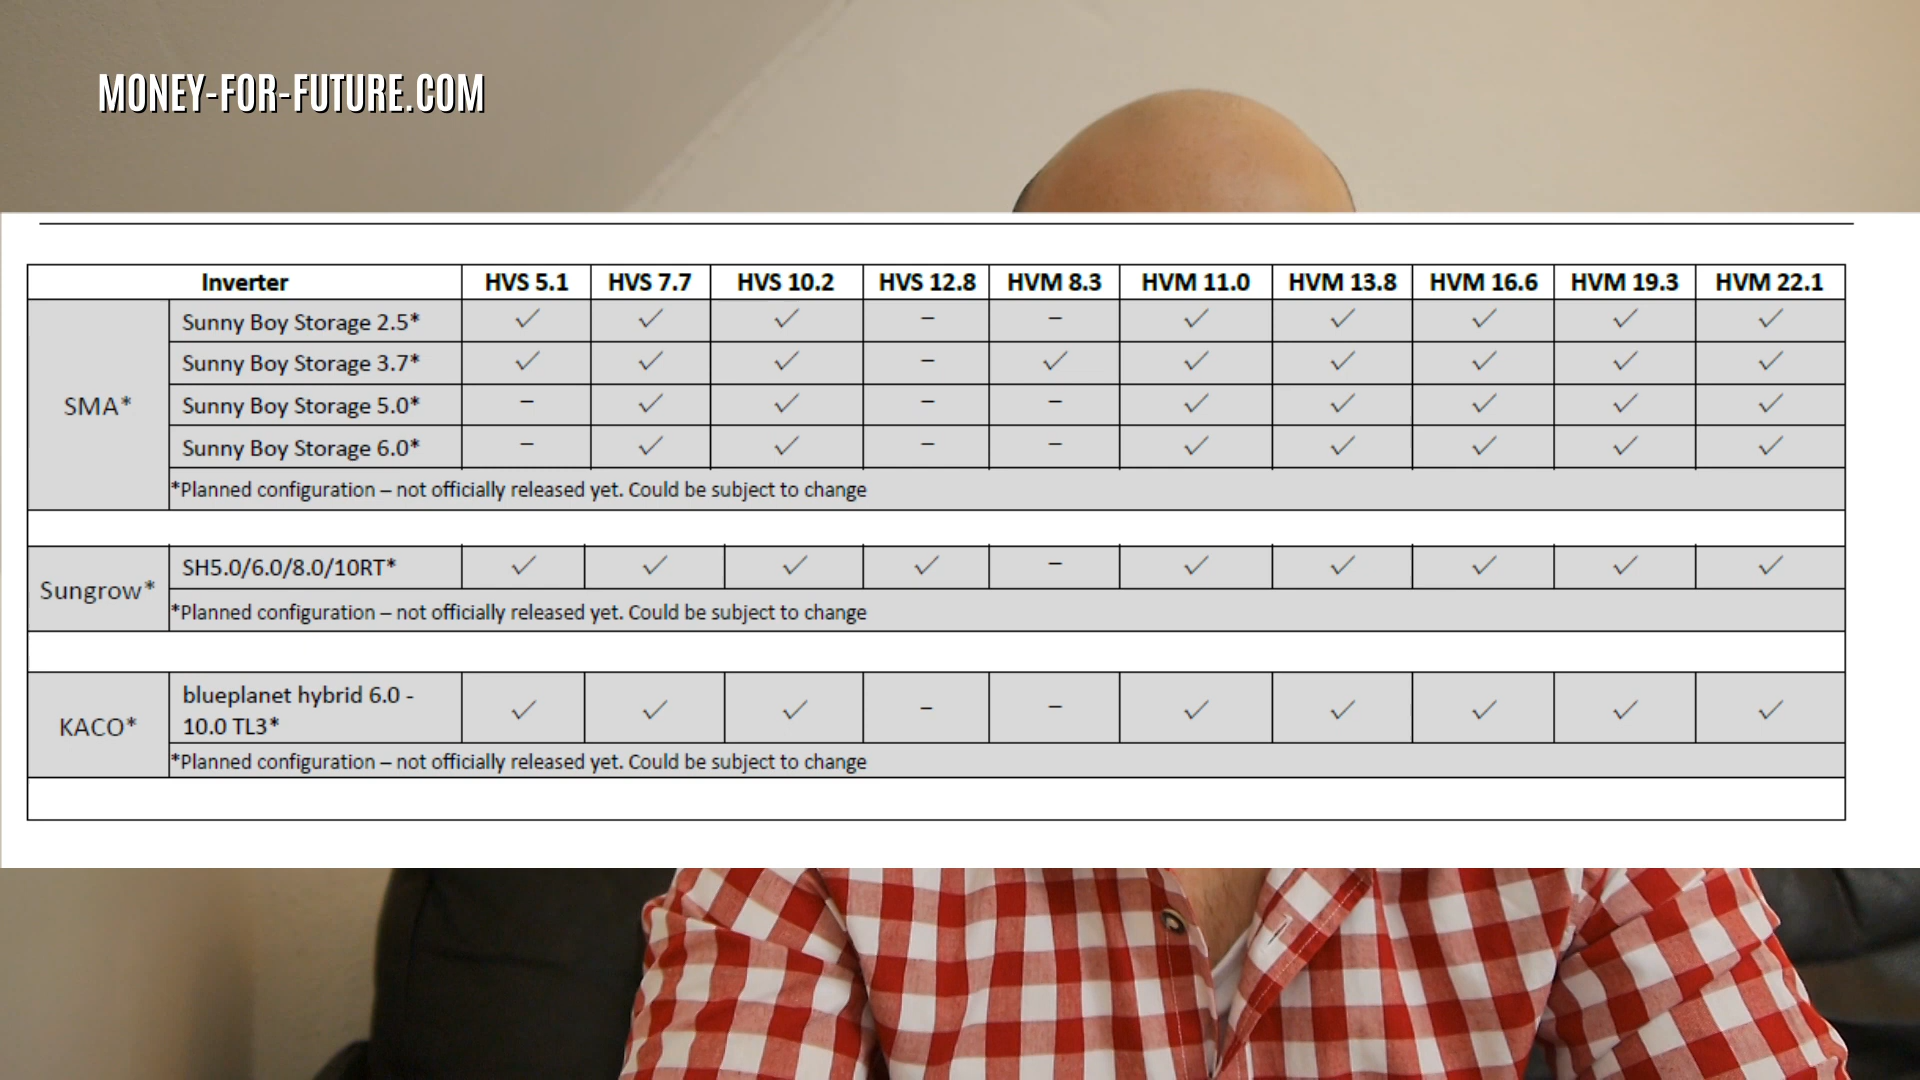 MONEY-FOR-FUTURE.COM
Inverter HVS 5.1 HVS 7.7 HVS 10.2 HVS 12.8 HVM 8.3 HVM 11.0 HVM 13.8 HVM 16.6 HVM 19.3 HVM 22.1
SMA*
Sunny Boy Storage 2.5* ✓ ✓ ✓ – – ✓ ✓ ✓ ✓ ✓
Sunny Boy Storage 3.7* ✓ ✓ ✓ – ✓ ✓ ✓ ✓ ✓ ✓
Sunny Boy Storage 5.0* – ✓ ✓ – – ✓ ✓ ✓ ✓ ✓
Sunny Boy Storage 6.0* – ✓ ✓ – – ✓ ✓ ✓ ✓ ✓
*Planned configuration – not officially released yet. Could be subject to change
Sungrow*
SH5.0/6.0/8.0/10RT* ✓ ✓ ✓ ✓ – ✓ ✓ ✓ ✓ ✓
*Planned configuration – not officially released yet. Could be subject to change
KACO*
blueplanet hybrid 6.0 -
10.0 TL3* ✓ ✓ ✓ – – ✓ ✓ ✓ ✓ ✓
*Planned configuration – not officially released yet. Could be subject to change